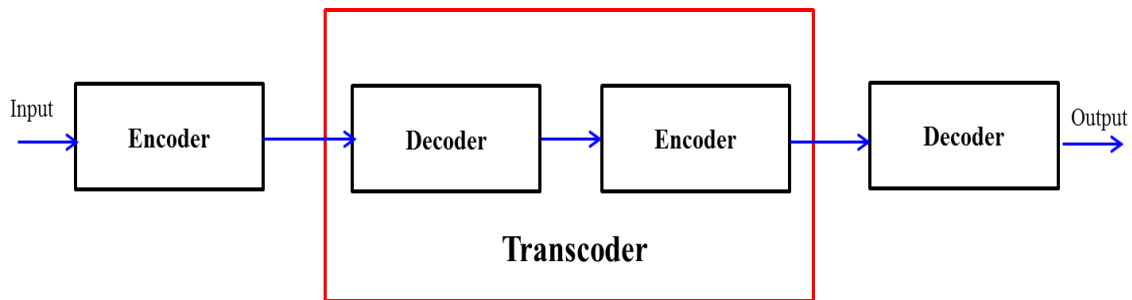 Input
Encoder
Decoder
Encoder
Decoder
Output
Transcoder